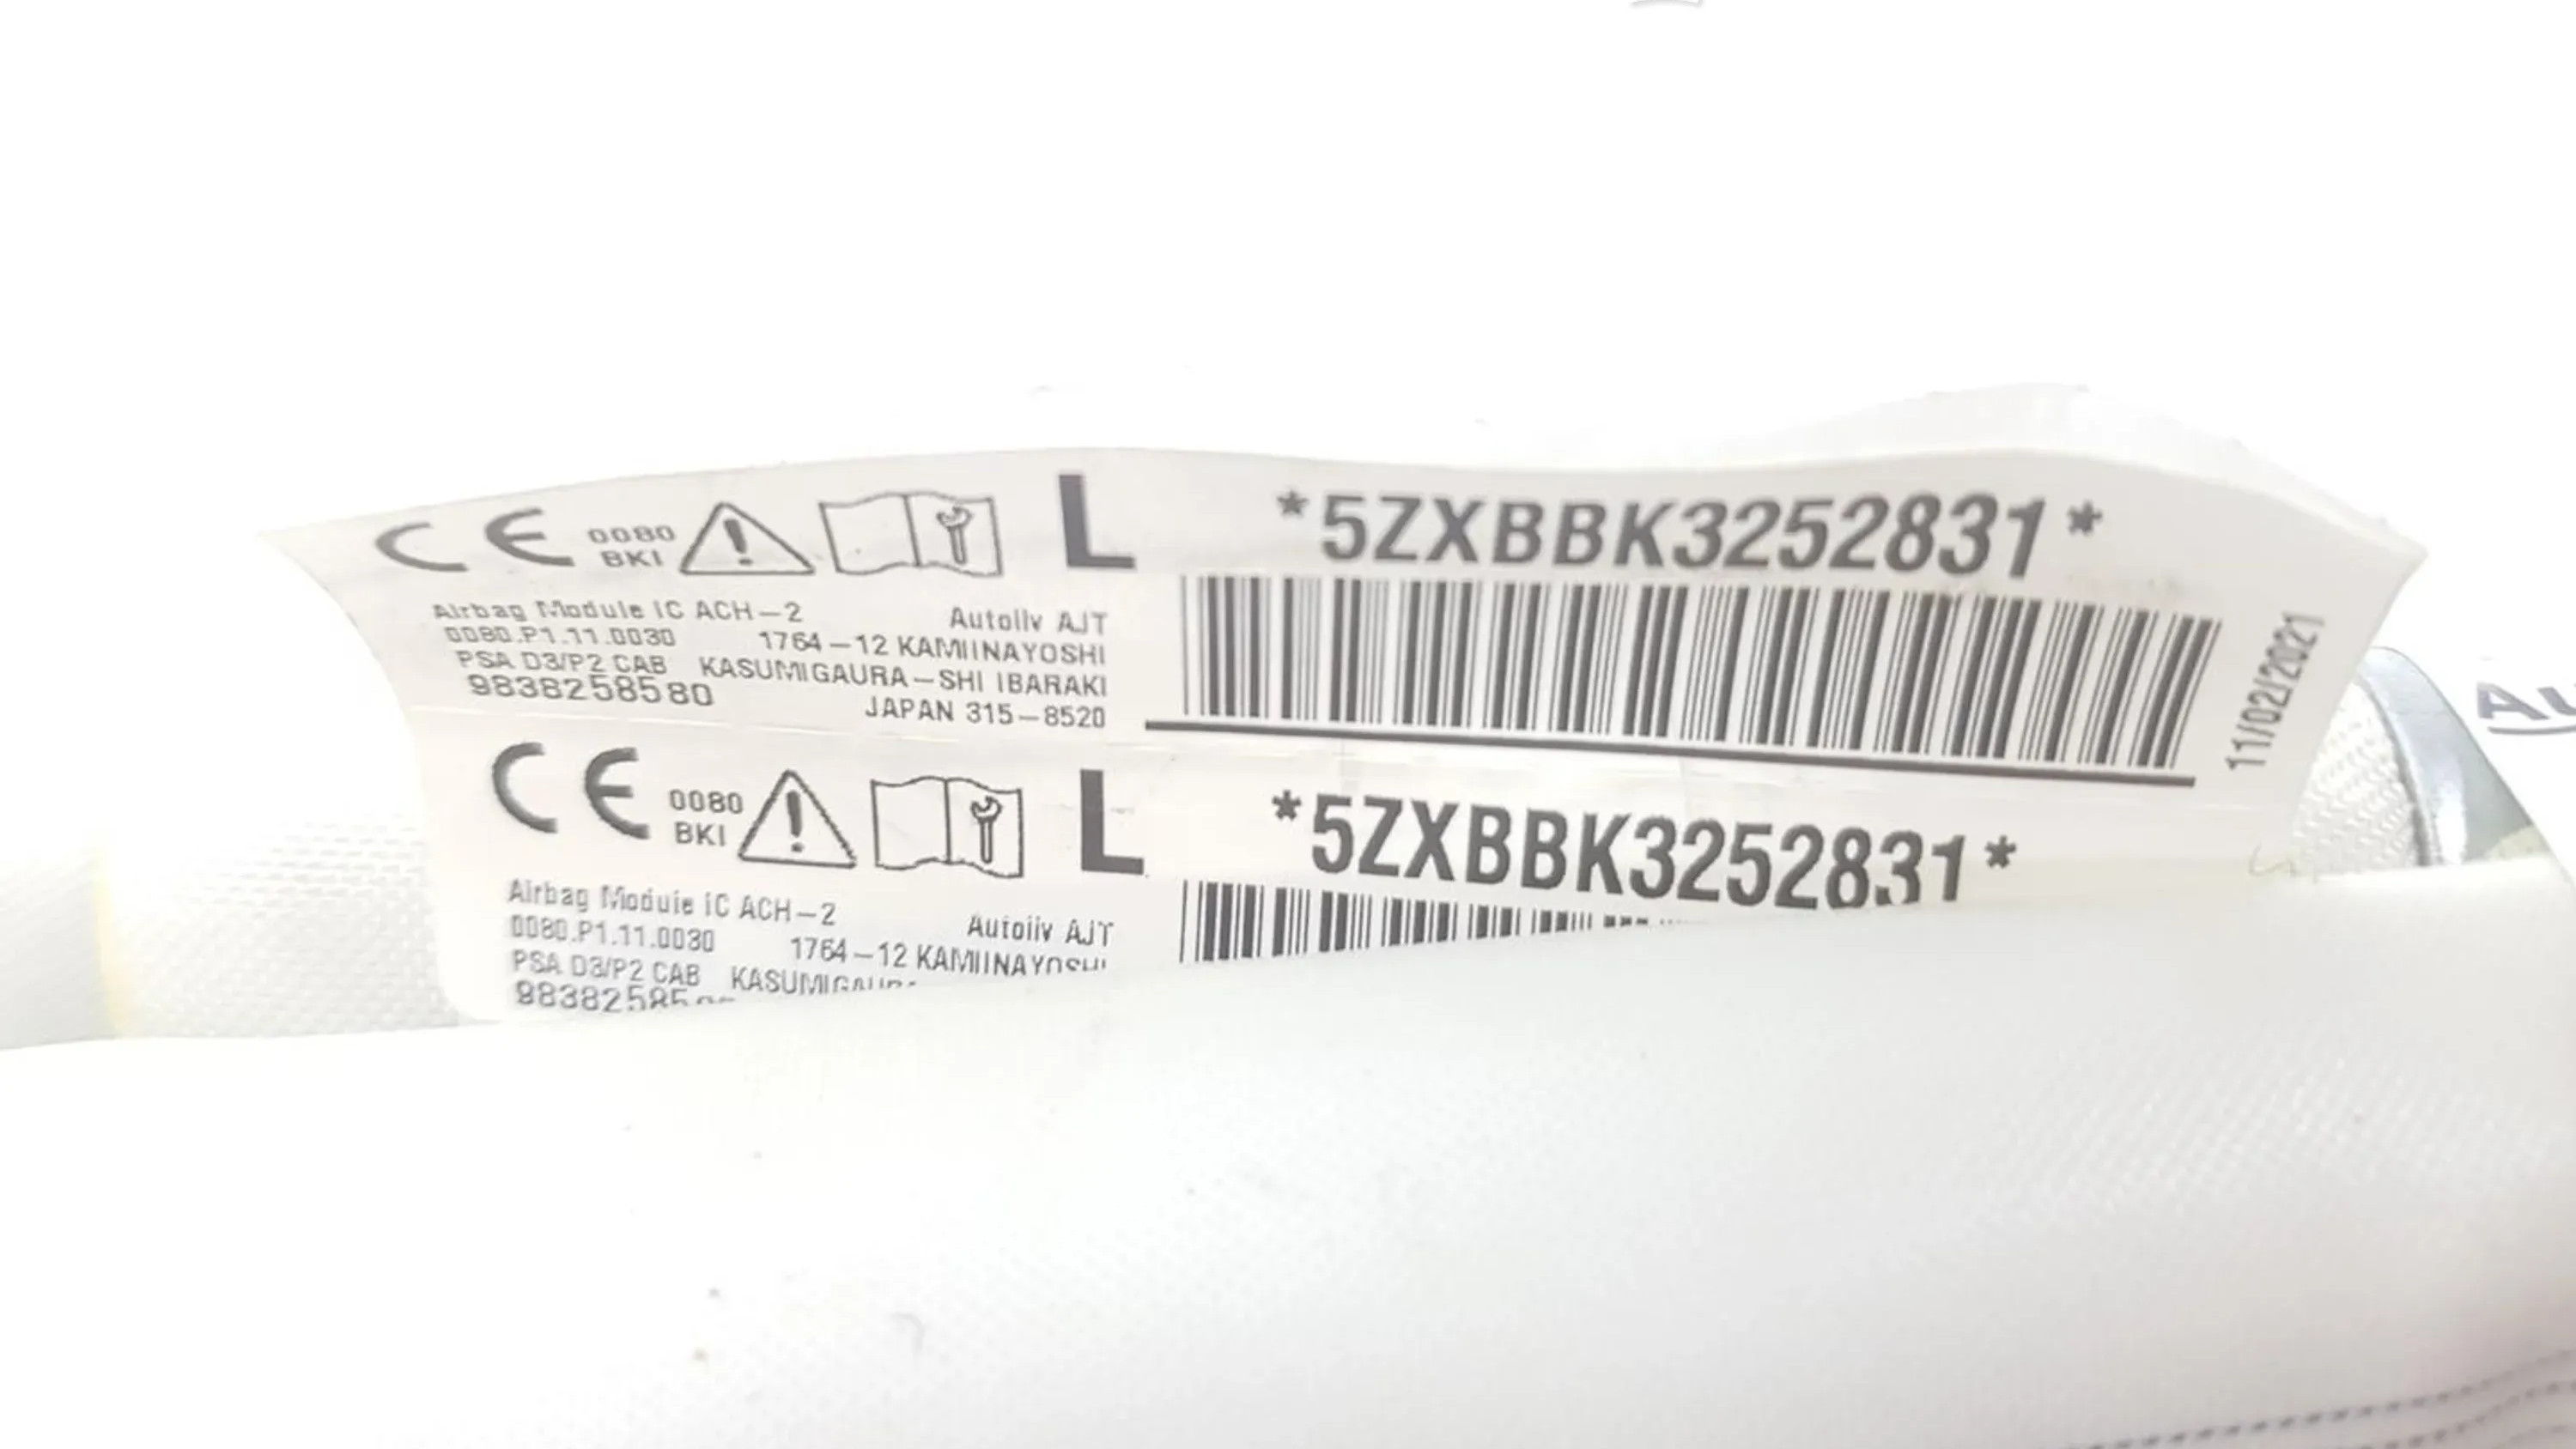 CE 0080 BKI L *5ZXBBK3252831*
Airbag Module iC ACH-2 Autoliv AJT
0080.P1.11.0030 1764-12 KAMIINAYOSHI
PSA D3/P2 CAB KASUMIGAURA-SHI IBARAKI
9838258580 JAPAN 315-8520
11/02/2021
CE 0080 BKI L *5ZXBBK3252831*
Airbag Module iC ACH-2 Autoliv AJT
0080.P1.11.0030 1764-12 KAMIINAYOSHI
PSA D3/P2 CAB